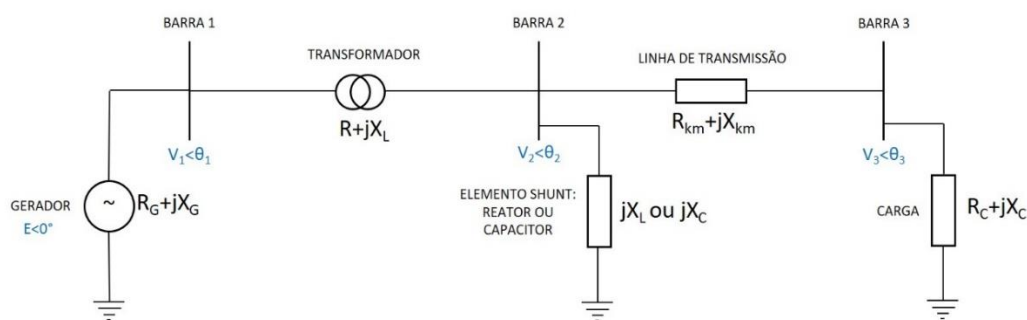 BARRA 1
BARRA 2
BARRA 3
TRANSFORMADOR
LINHA DE TRANSMISSÃO
R+jX_L
R_km+jX_km
V_1<θ_1
V_2<θ_2
V_3<θ_3
GERADOR
E<0°
~
R_G+jX_G
ELEMENTO SHUNT:
REATOR OU
CAPACITOR
jX_L ou jX_C
CARGA
R_C+jX_C